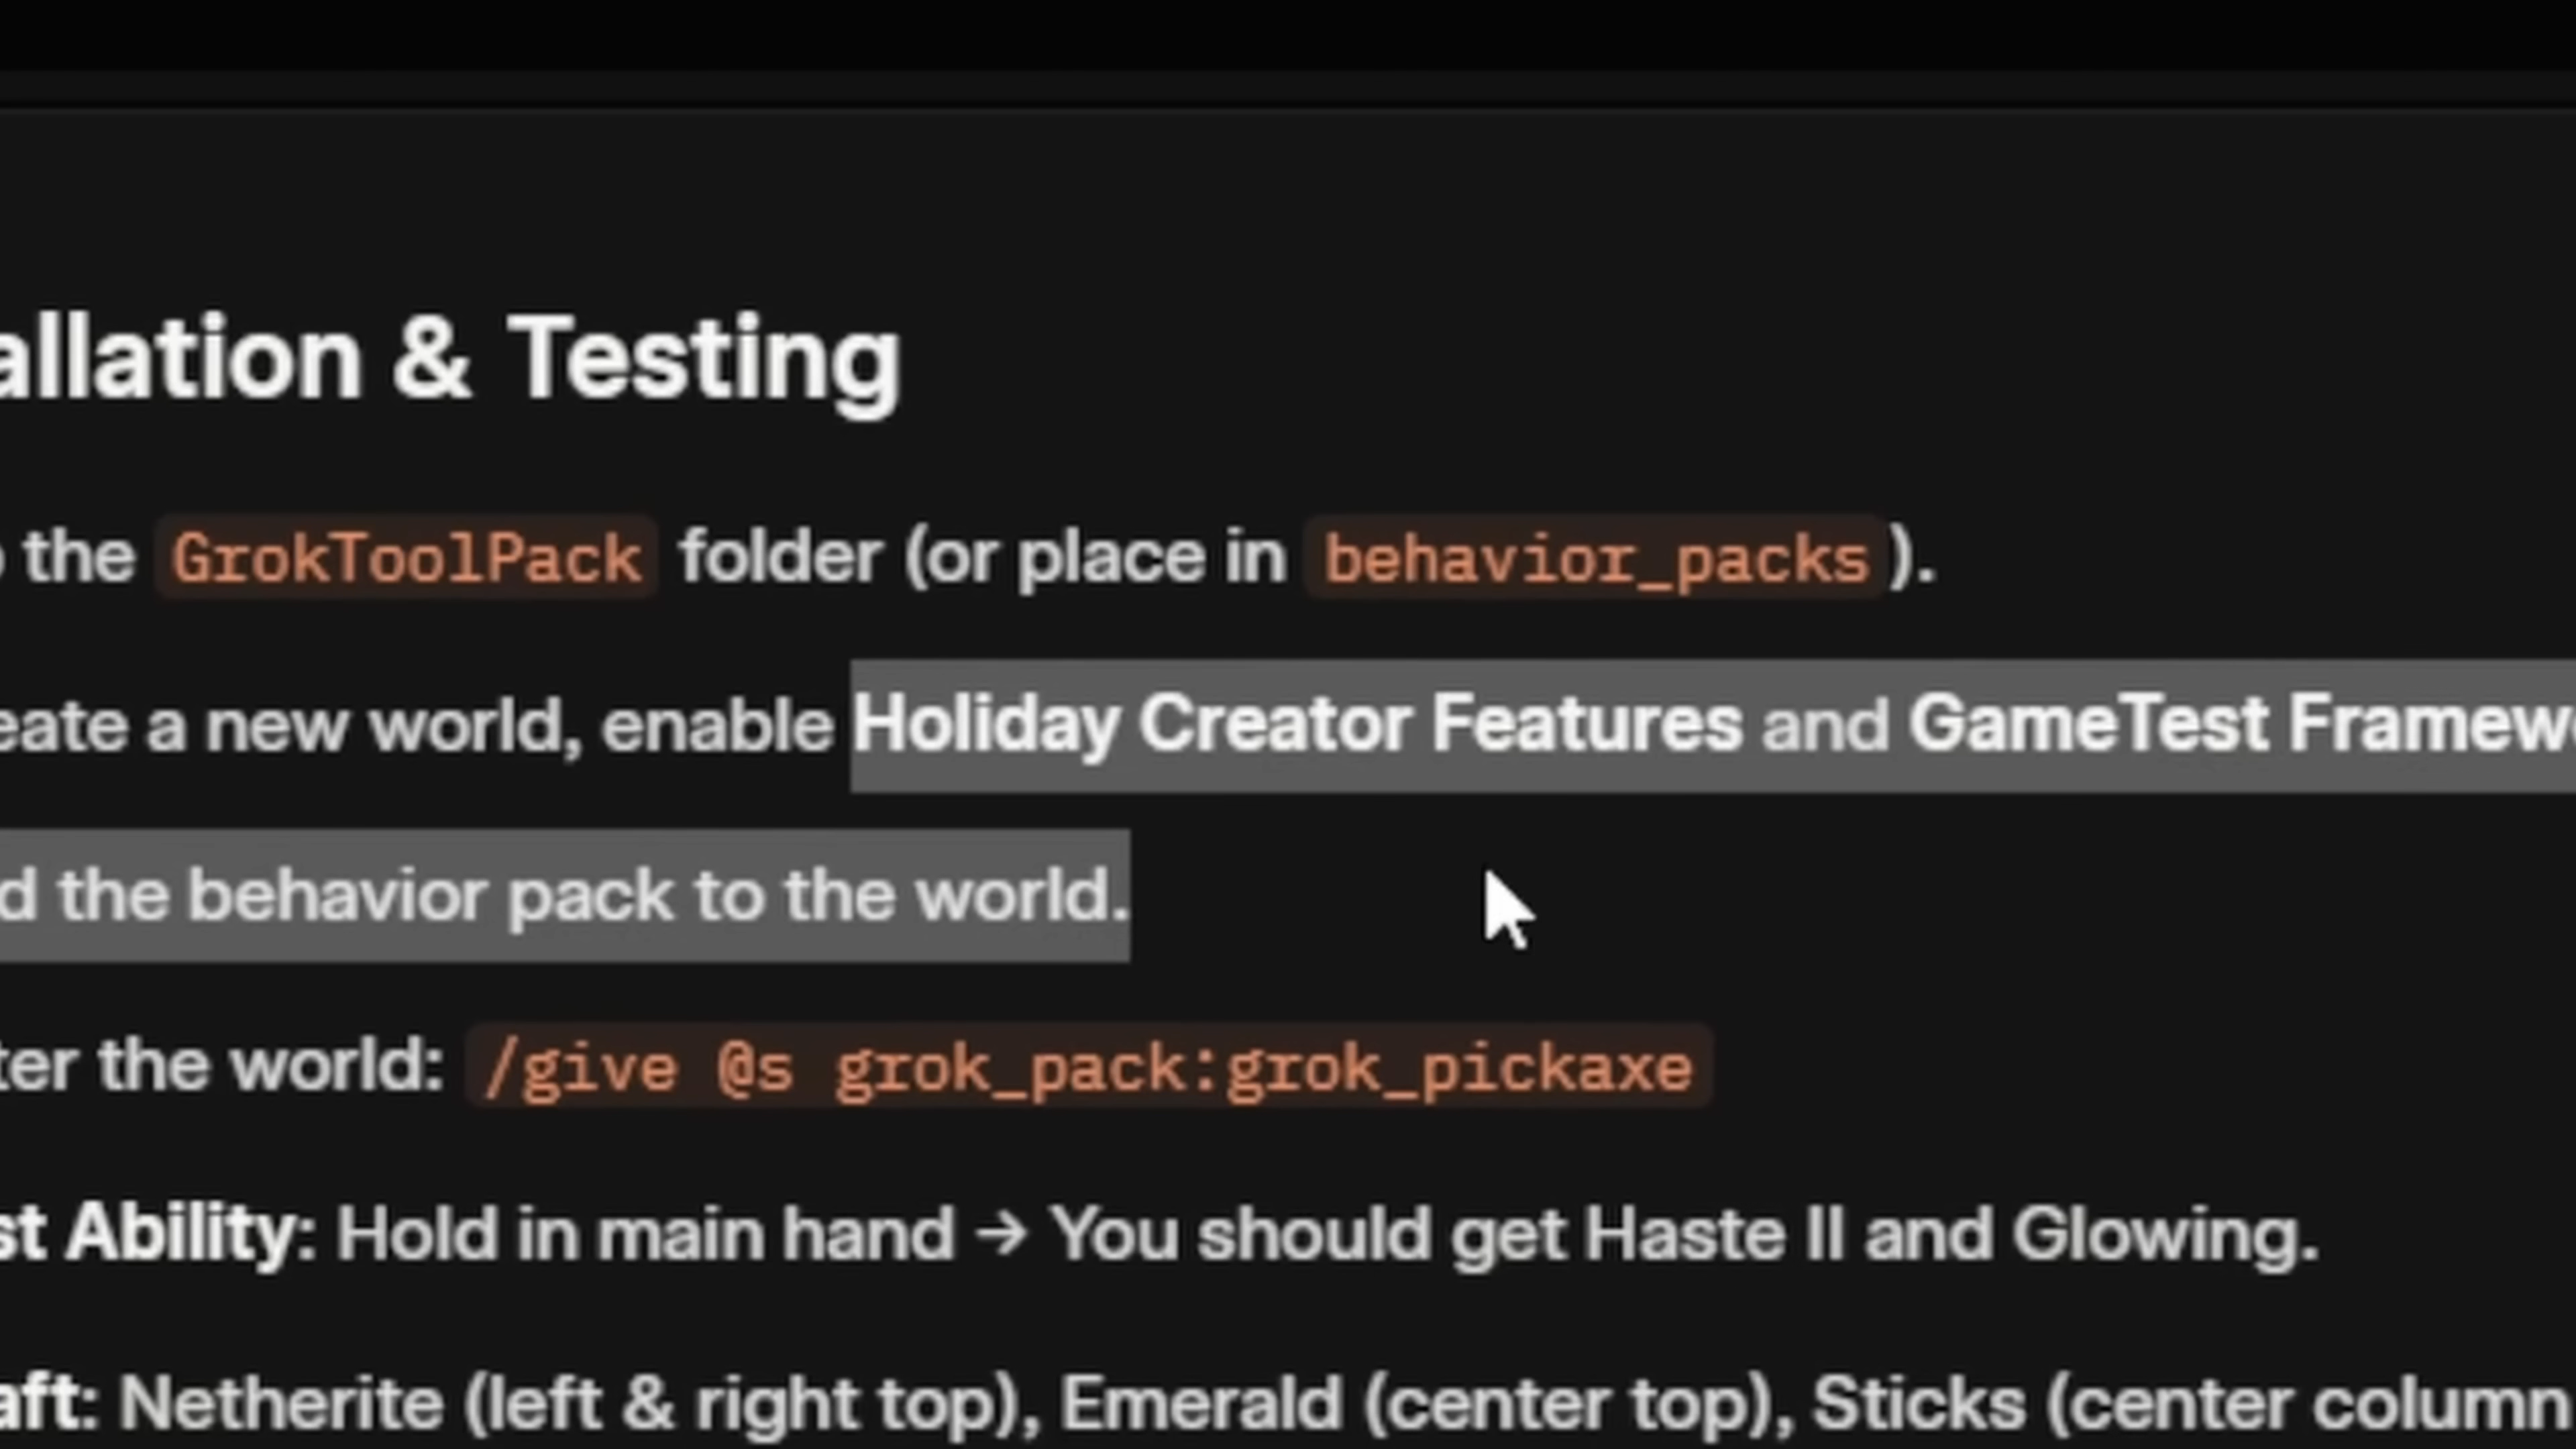 allation & Testing
the GrokToolPack folder (or place in behavior_packs).
eate a new world, enable Holiday Creator Features and GameTest Framew
d the behavior pack to the world.
ter the world: /give @s grok_pack:grok_pickaxe
st Ability: Hold in main hand → You should get Haste II and Glowing.
aft: Netherite (left & right top), Emerald (center top), Sticks (center column